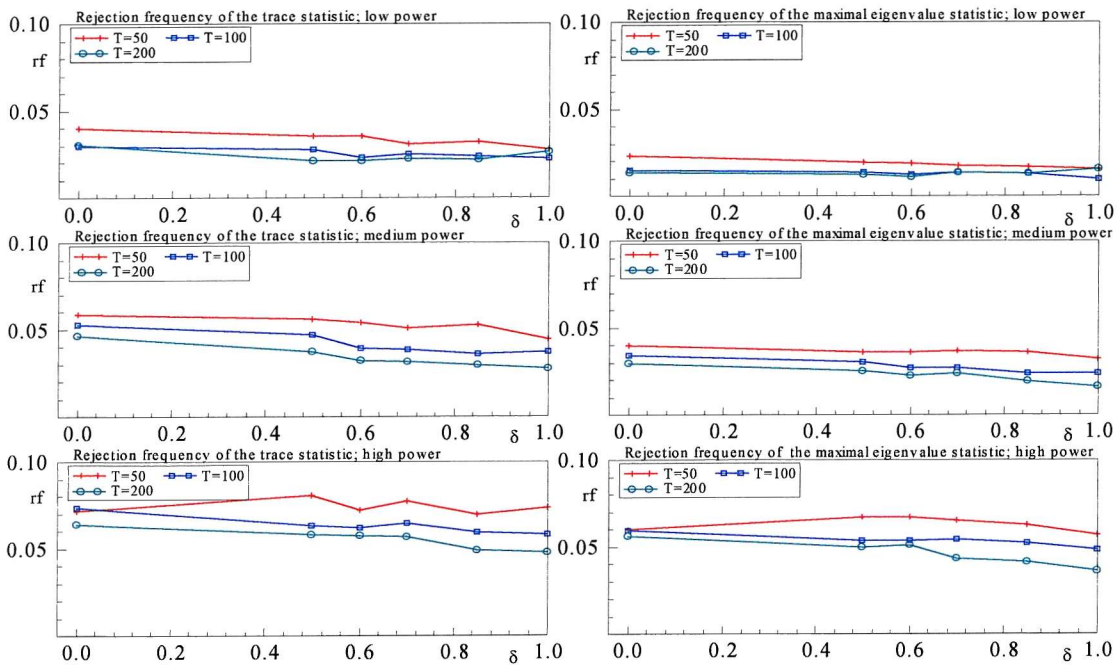 Rejection frequency of the trace statistic; low power
0.10
T=50 T=100
T=200
rf
0.05
0.0 0.2 0.4 0.6 0.8 δ 1.0
Rejection frequency of the maximal eigenvalue statistic; low power
0.10
T=50 T=100
T=200
rf
0.05
0.0 0.2 0.4 0.6 0.8 δ 1.0
Rejection frequency of the trace statistic; medium power
0.10
T=50 T=100
T=200
rf
0.05
0.0 0.2 0.4 0.6 0.8 δ 1.0
Rejection frequency of the maximal eigenvalue statistic; medium power
0.10
T=50 T=100
T=200
rf
0.05
0.0 0.2 0.4 0.6 0.8 δ 1.0
Rejection frequency of the trace statistic; high power
0.10
T=50 T=100
T=200
rf
0.05
0.0 0.2 0.4 0.6 0.8 δ 1.0
Rejection frequency of the maximal eigenvalue statistic; high power
0.10
T=50 T=100
T=200
rf
0.05
0.0 0.2 0.4 0.6 0.8 δ 1.0